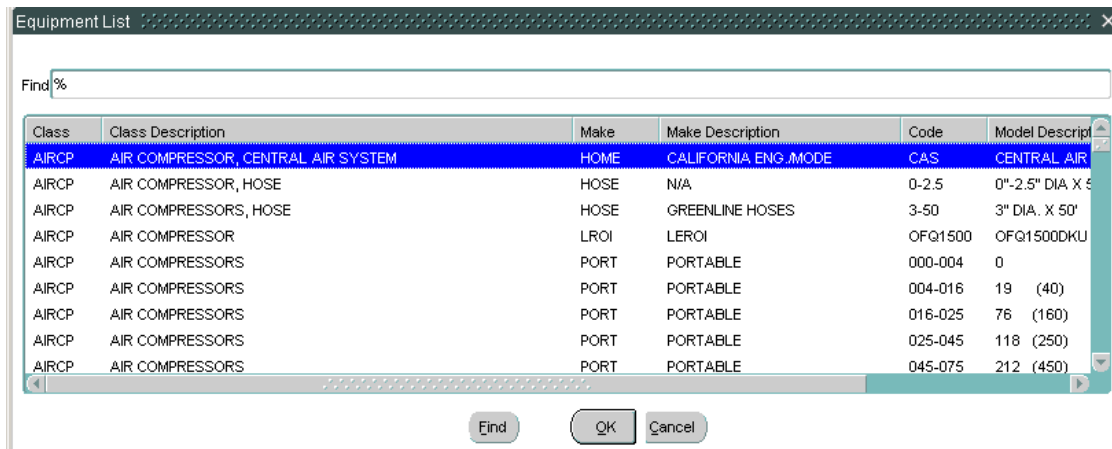 Equipment List
Find %
Class Class Description Make Make Description Code Model Descript
AIRCP AIR COMPRESSOR, CENTRAL AIR SYSTEM HOME CALIFORNIA ENG./MODE CAS CENTRAL AIR
AIRCP AIR COMPRESSOR, HOSE HOSE N/A 0-2.5 0"-2.5" DIA X 5
AIRCP AIR COMPRESSORS, HOSE HOSE GREENLINE HOSES 3-50 3" DIA. X 50'
AIRCP AIR COMPRESSOR LROI LEROI OFQ1500 OFQ1500DKU
AIRCP AIR COMPRESSORS PORT PORTABLE 000-004 0
AIRCP AIR COMPRESSORS PORT PORTABLE 004-016 19 (40)
AIRCP AIR COMPRESSORS PORT PORTABLE 016-025 76 (160)
AIRCP AIR COMPRESSORS PORT PORTABLE 025-045 118 (250)
AIRCP AIR COMPRESSORS PORT PORTABLE 045-075 212 (450)
Find OK Cancel